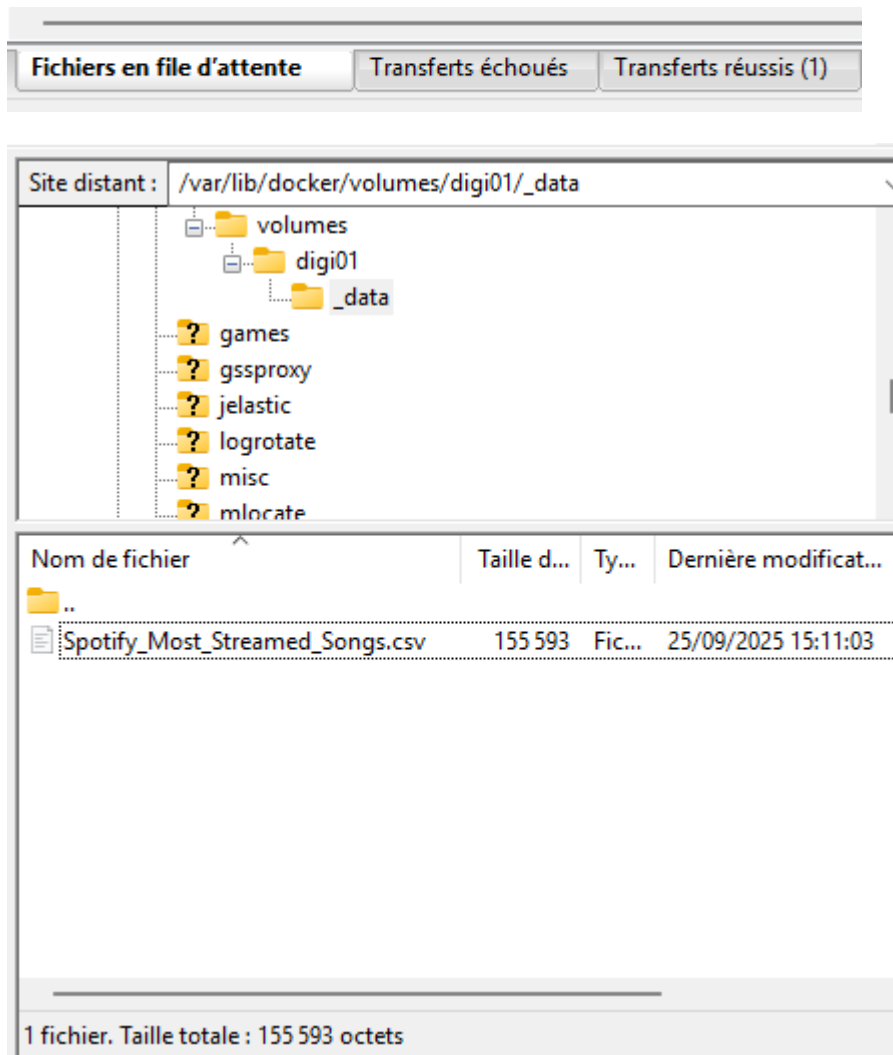 Fichiers en file d'attente Transferts échoués Transferts réussis (1)
Site distant : /var/lib/docker/volumes/digi01/_data
volumes
digi01
_data
? games
? gssproxy
? jelastic
? logrotate
? misc
? mlocate
Nom de fichier Taille d... Ty... Dernière modificat...
..
Spotify_Most_Streamed_Songs.csv 155 593 Fic... 25/09/2025 15:11:03
1 fichier. Taille totale : 155 593 octets